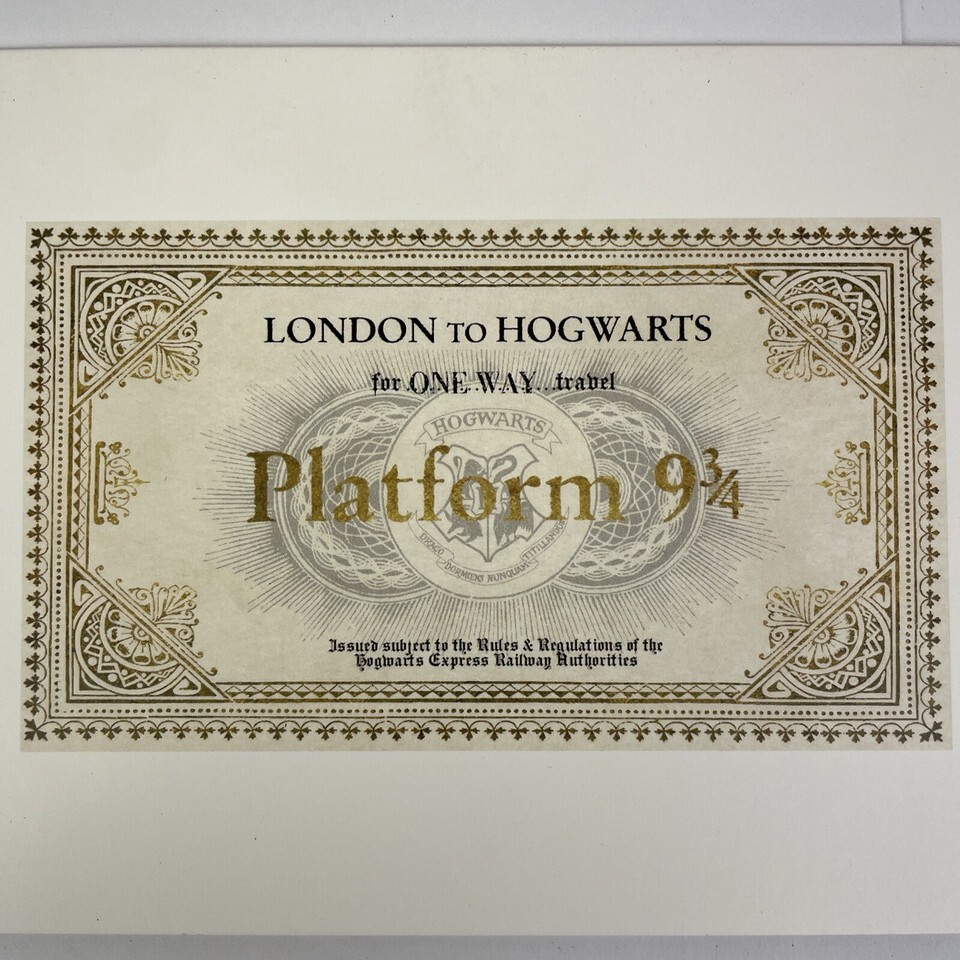 LONDON TO HOGWARTS
for ONE WAY travel
HOGWARTS
Platform 9¾
DRACO DORMIENS NUNQUAM TITILLANDUS
Issued subject to the Rules & Regulations of the
Hogwarts Express Railway Authorities